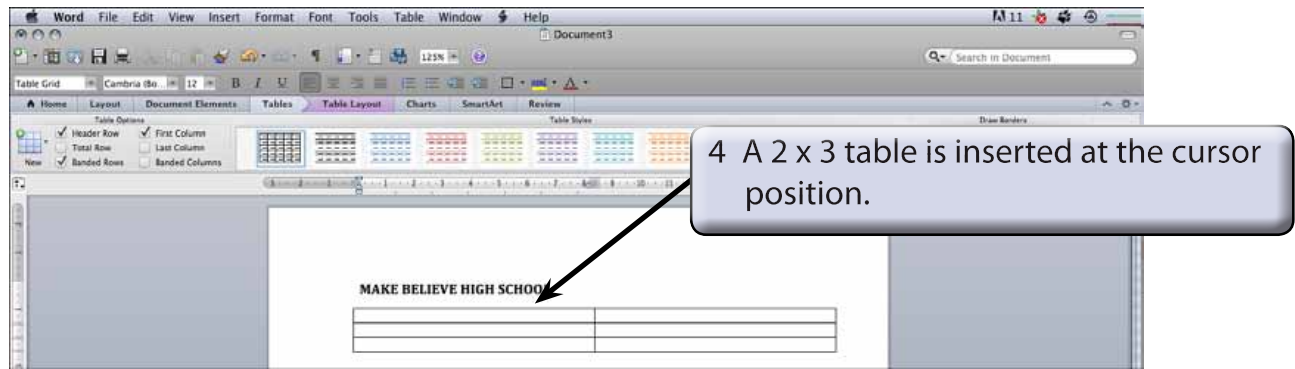 Word File Edit View Insert Format Font Tools Table Window Help 11
Document3
125% Search in Document
Table Grid Cambria (Bo... 12 B I U A
Home Layout Document Elements Tables Table Layout Charts SmartArt Review
Table Options Table Styles Draw Borders
Header Row First Column
Total Row Last Column
New Banded Rows Banded Columns
4 A 2 x 3 table is inserted at the cursor
position.
MAKE BELIEVE HIGH SCHOOL